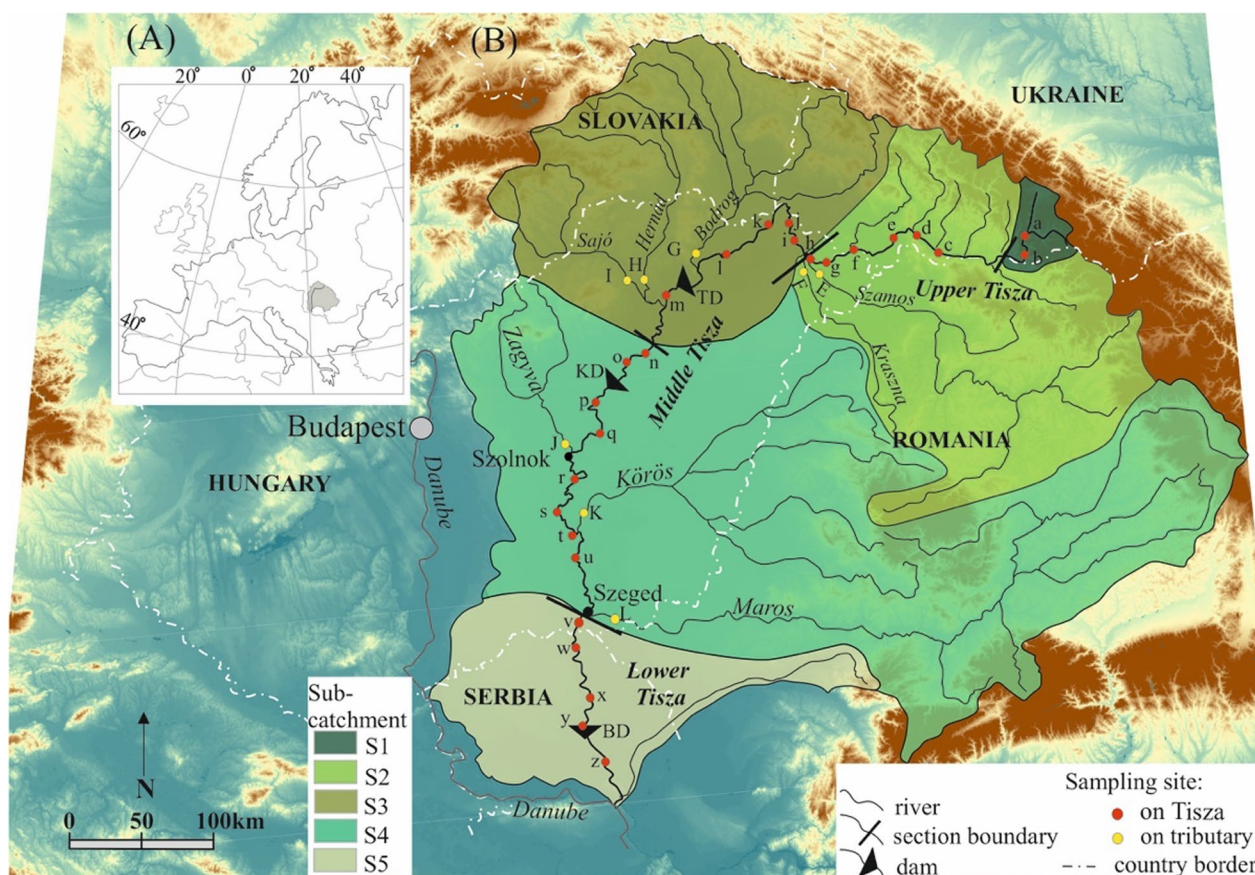 (A)
(B)
20° 0° 20° 40°
60°
40°
UKRAINE
SLOVAKIA
Sajó
Hernád
Bodrog
G
H
I
k
j
i
h
g
f
e
d
c
a
b
l
m
TD
F
E
Szamos
Upper Tisza
Kraszna
Zagyva
o
n
KD
Middle Tisza
p
q
Budapest
J
Szolnok
ROMANIA
HUNGARY
Danube
r
Körös
s
K
t
u
Szeged
L
Maros
v
w
Lower
Tisza
SERBIA
x
y
BD
z
Danube
Sub-
catchment
S1
S2
S3
S4
S5
N
0 50 100km
river
section boundary
dam
Sampling site:
on Tisza
on tributary
country border